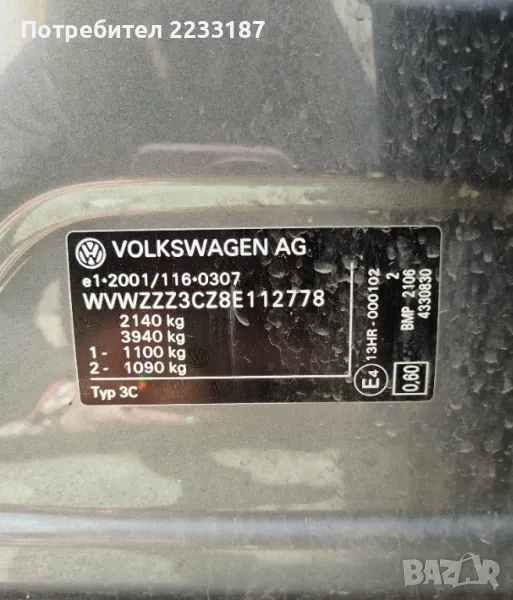 Потребител 2233187
VOLKSWAGEN AG
e1*2001/116*0307
WVWZZZ3CZ8E112778
2140 kg
3940 kg
1- 1100 kg
2- 1090 kg
Typ 3C
13HR-000102
2
BMP 2106
4330830
E4
0,60
BAZAR